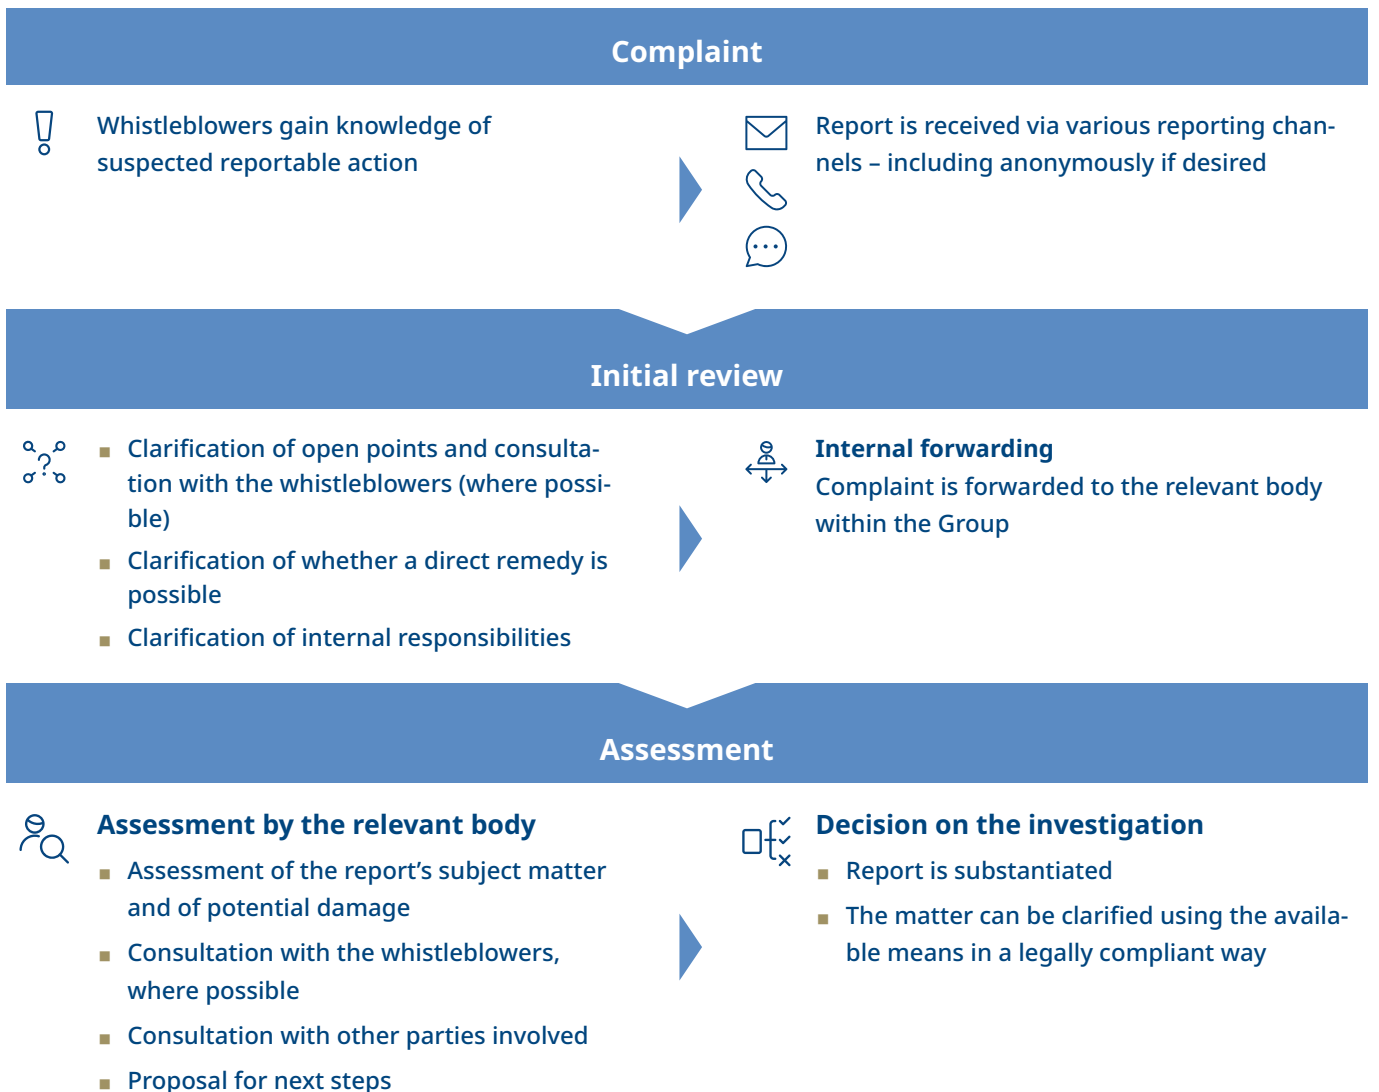 Complaint
Whistleblowers gain knowledge of
suspected reportable action
Report is received via various reporting chan-
nels – including anonymously if desired
Initial review
▪ Clarification of open points and consulta-
tion with the whistleblowers (where possi-
ble)
▪ Clarification of whether a direct remedy is
possible
▪ Clarification of internal responsibilities
Internal forwarding
Complaint is forwarded to the relevant body
within the Group
Assessment
Assessment by the relevant body
▪ Assessment of the report’s subject matter
and of potential damage
▪ Consultation with the whistleblowers,
where possible
▪ Consultation with other parties involved
▪ Proposal for next steps
Decision on the investigation
▪ Report is substantiated
▪ The matter can be clarified using the availa-
ble means in a legally compliant way